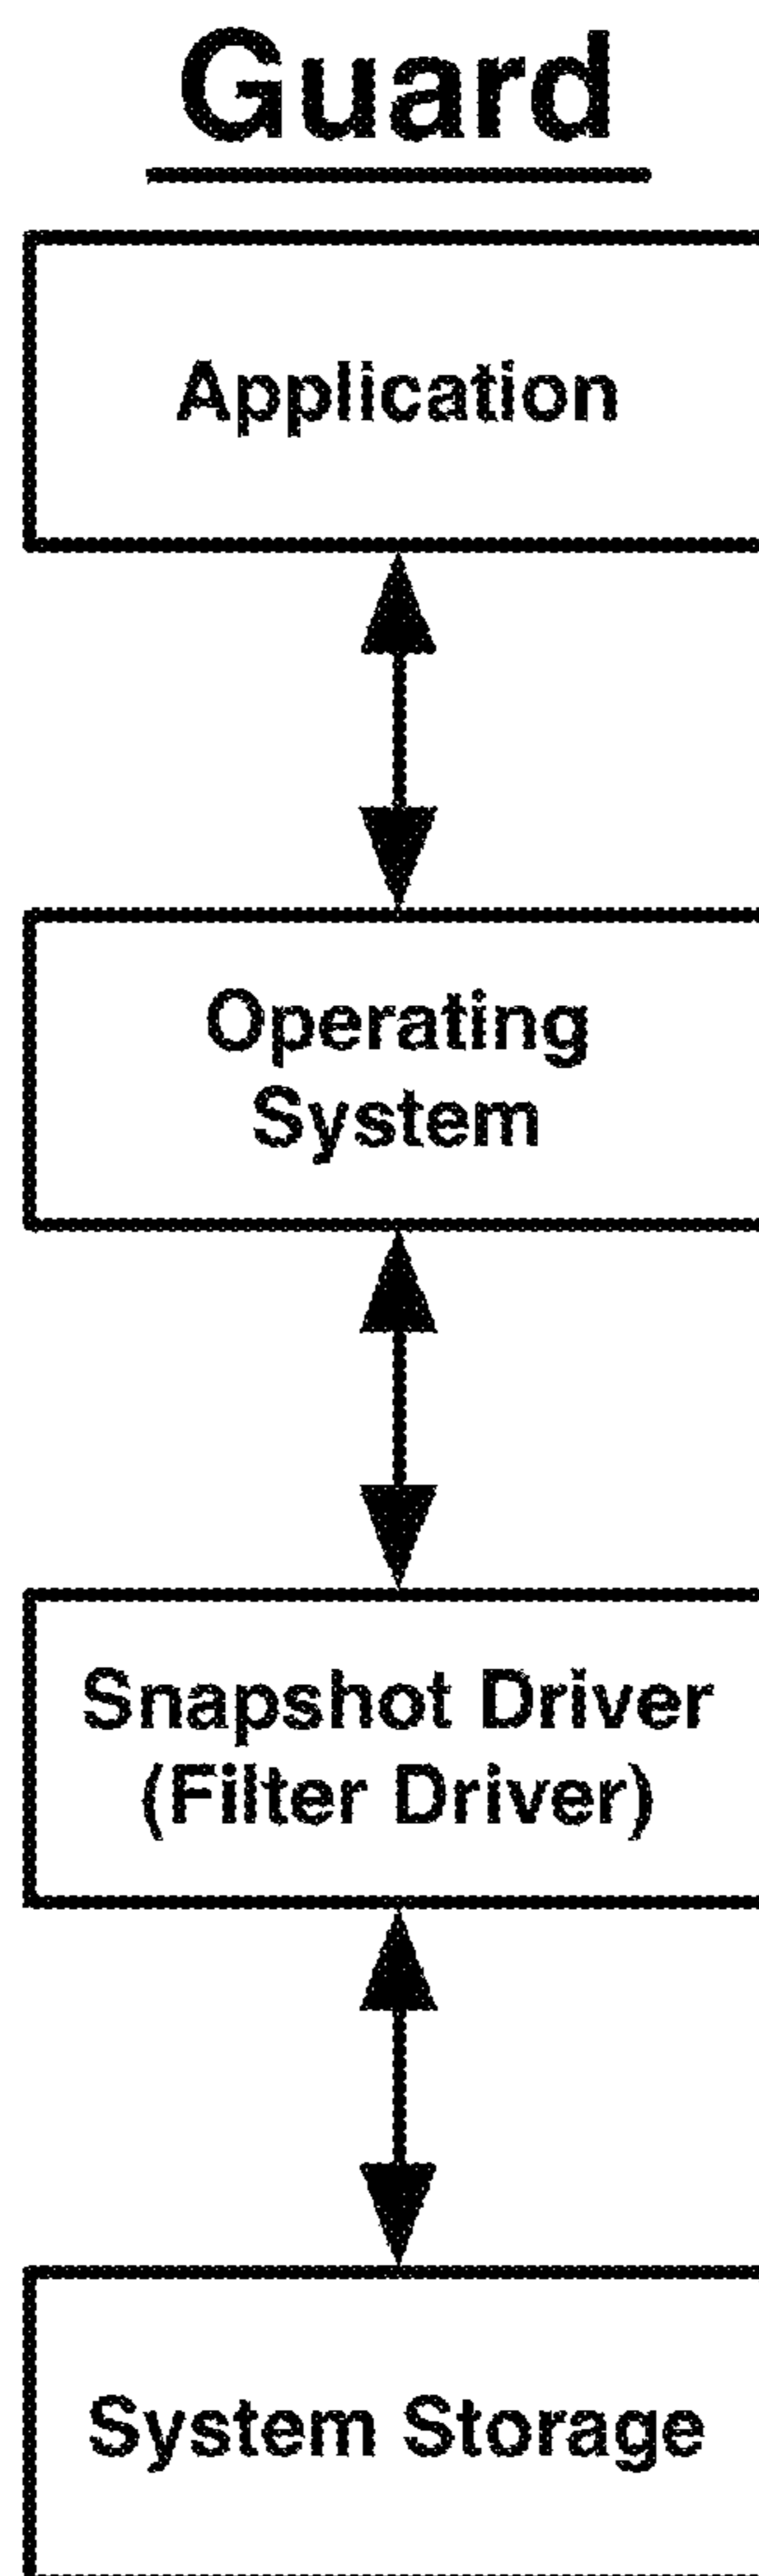 Guard
Application
Operating
System
Snapshot Driver
(Filter Driver)
System Storage